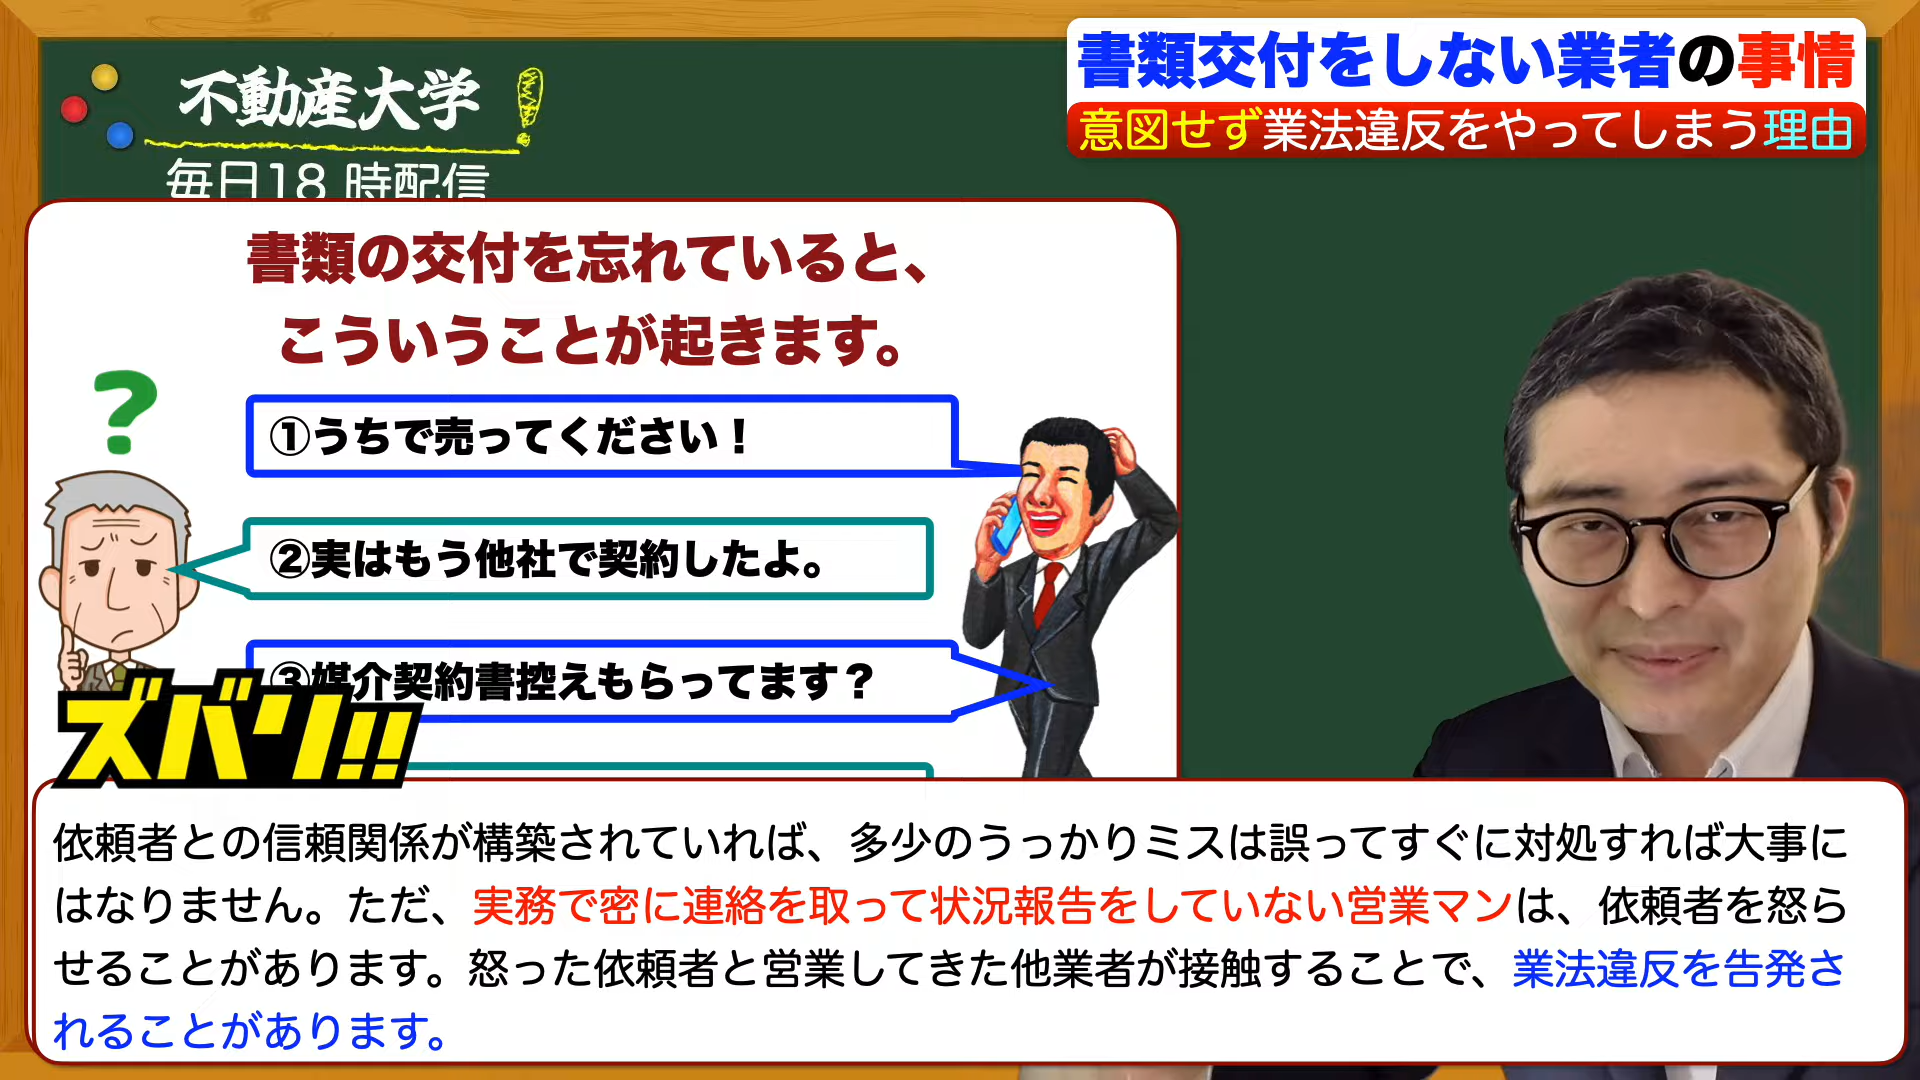 不動産大学!
毎日18時配信
書類交付をしない業者の事情
意図せず業法違反をやってしまう理由
書類の交付を忘れていると、
こういうことが起きます。
?
①うちで売ってください！
②実はもう他社で契約したよ。
③媒介契約書控えもらってます？
ズバリ!!
依頼者との信頼関係が構築されていれば、多少のうっかりミスは誤ってすぐに対処すれば大事に
はなりません。ただ、実務で密に連絡を取って状況報告をしていない営業マンは、依頼者を怒ら
せることがあります。怒った依頼者と営業してきた他業者が接触することで、業法違反を告発さ
れることがあります。